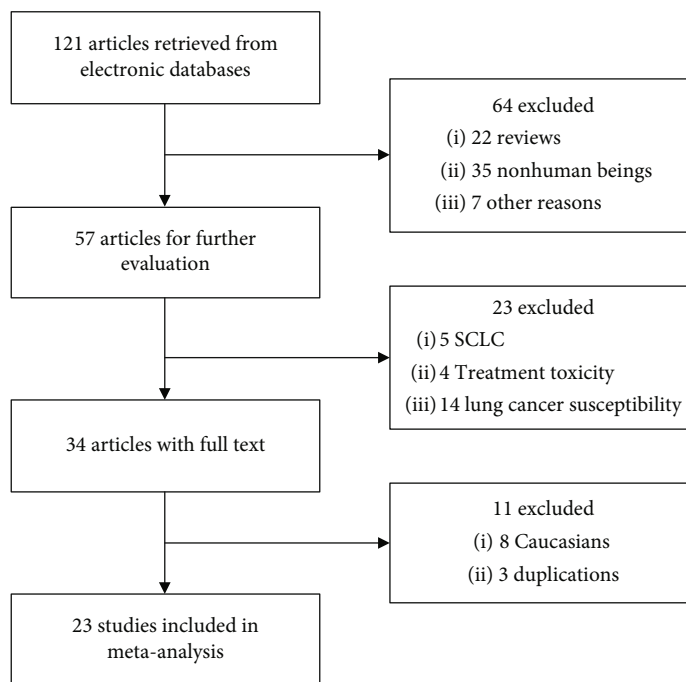 121 articles retrieved from
electronic databases
64 excluded
(i) 22 reviews
(ii) 35 nonhuman beings
(iii) 7 other reasons
57 articles for further
evaluation
23 excluded
(i) 5 SCLC
(ii) 4 Treatment toxicity
(iii) 14 lung cancer susceptibility
34 articles with full text
11 excluded
(i) 8 Caucasians
(ii) 3 duplications
23 studies included in
meta-analysis